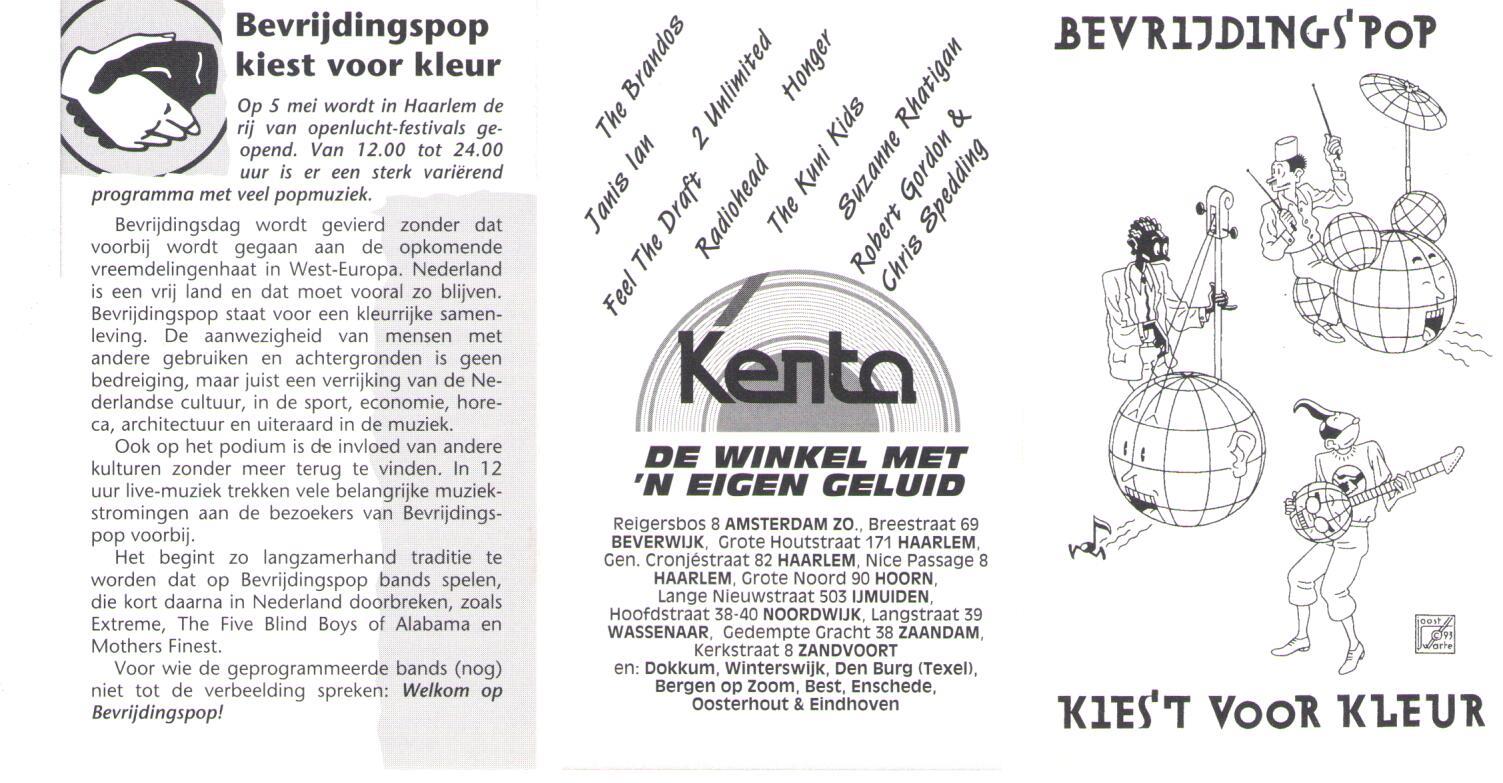 Bevrijdingspop
kiest voor kleur
Op 5 mei wordt in Haarlem de
rij van openlucht-festivals ge-
opend. Van 12.00 tot 24.00
uur is er een sterk variërend
programma met veel popmuziek.
Bevrijdingsdag wordt gevierd zonder dat
voorbij wordt gegaan aan de opkomende
vreemdelingenhaat in West-Europa. Nederland
is een vrij land en dat moet vooral zo blijven.
Bevrijdingspop staat voor een kleurrijke samen-
leving. De aanwezigheid van mensen met
andere gebruiken en achtergronden is geen
bedreiging, maar juist een verrijking van de Ne-
derlandse cultuur, in de sport, economie, hore-
ca, architectuur en uiteraard in de muziek.
Ook op het podium is de invloed van andere
kulturen zonder meer terug te vinden. In 12
uur live-muziek trekken vele belangrijke muziek-
stromingen aan de bezoekers van Bevrijdings-
pop voorbij.
Het begint zo langzamerhand traditie te
worden dat op Bevrijdingspop bands spelen,
die kort daarna in Nederland doorbreken, zoals
Extreme, The Five Blind Boys of Alabama en
Mothers Finest.
Voor wie de geprogrammeerde bands (nog)
niet tot de verbeelding spreken: Welkom op
Bevrijdingspop!
The Brandos
Janis Ian
2 Unlimited
Feel The Draft
Honger
Radiohead
The Kuni Kids
Suzanne Rhatigan
Robert Gordon &
Chris Spedding
Kenta
DE WINKEL MET
'N EIGEN GELUID
Reigersbos 8 AMSTERDAM ZO., Breestraat 69
BEVERWIJK, Grote Houtstraat 171 HAARLEM,
Gen. Cronjéstraat 82 HAARLEM, Nice Passage 8
HAARLEM, Grote Noord 90 HOORN,
Lange Nieuwstraat 503 IJMUIDEN,
Hoofdstraat 38-40 NOORDWIJK, Langstraat 39
WASSENAAR, Gedempte Gracht 38 ZAANDAM,
Kerkstraat 8 ZANDVOORT
en: Dokkum, Winterswijk, Den Burg (Texel),
Bergen op Zoom, Best, Enschede,
Oosterhout & Eindhoven
BEVRIJDINGS'POP
joost
© 93
swarte
KIES'T VOOR KLEUR